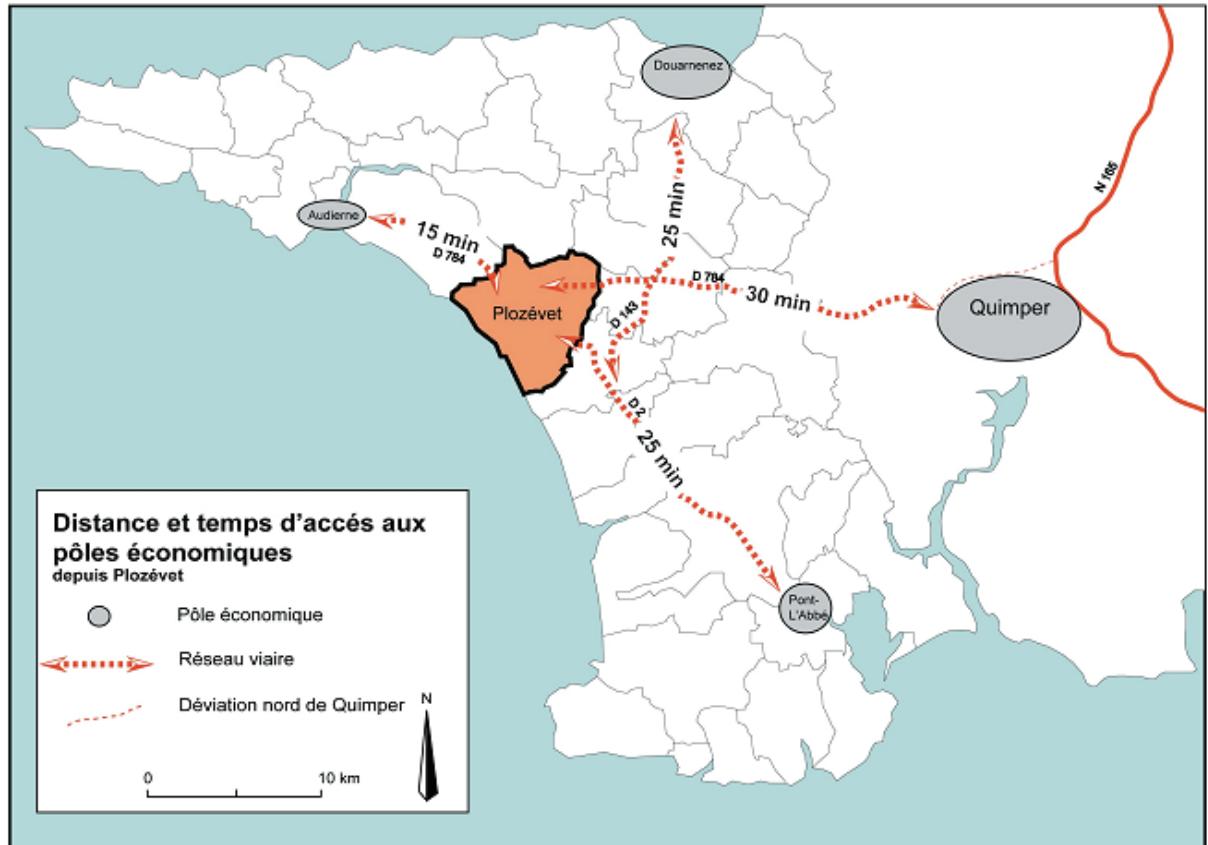 Douarnenez
N 165
Audierne
15 min
D 784
25 min
D 784
30 min
Quimper
Plozévet
D 143
D 2
25 min
Pont-
L'Abbé
Distance et temps d'accés aux
pôles économiques
depuis Plozévet
Pôle économique
Réseau viaire
Déviation nord de Quimper
N
0
10 km